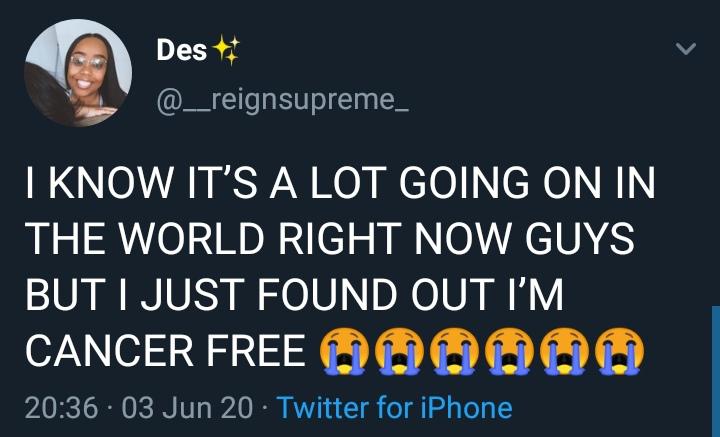 Des✨
@__reignsupreme_
I KNOW IT’S A LOT GOING ON IN
THE WORLD RIGHT NOW GUYS
BUT I JUST FOUND OUT I’M
CANCER FREE 😭😭😭😭😭😭
20:36 · 03 Jun 20 · Twitter for iPhone